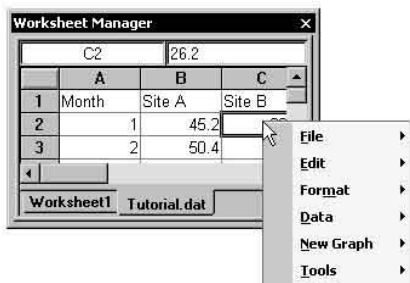 Worksheet Manager
C2 26.2
A B C
1 Month Site A Site B
2 1 45.2
3 2 50.4
Worksheet1 Tutorial.dat
File
Edit
Format
Data
New Graph
Tools